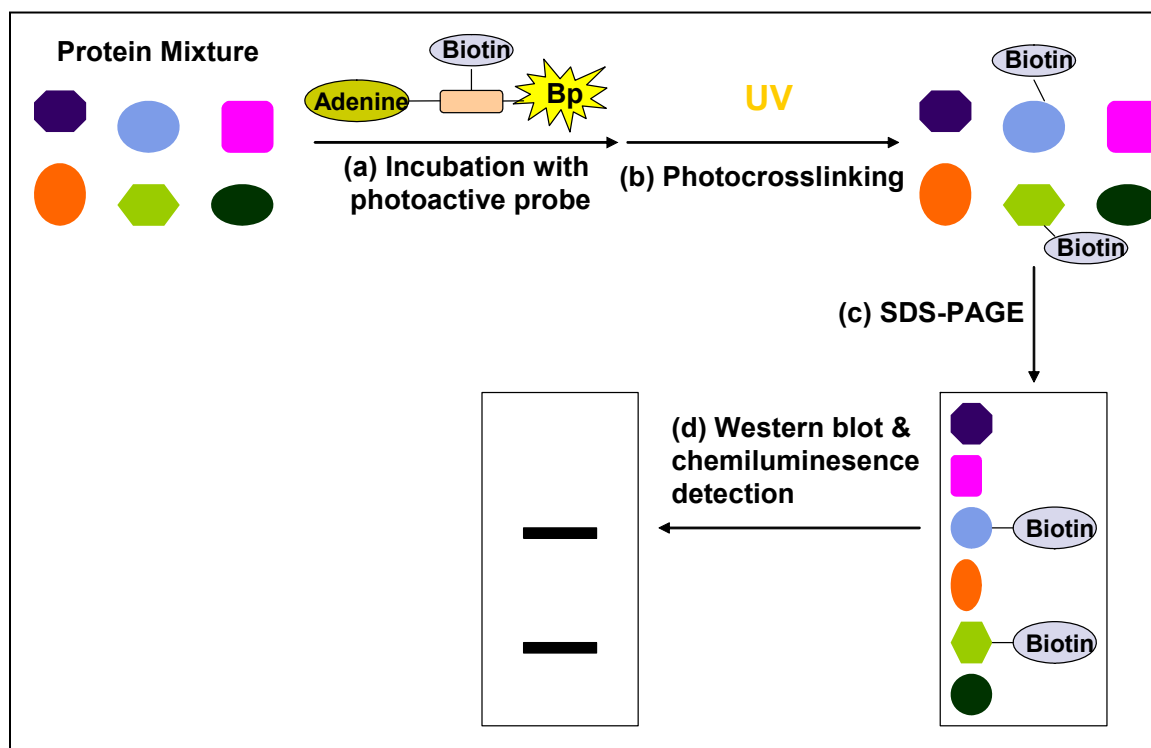 Protein Mixture
Biotin
Adenine
Bp
(a) Incubation with
photoactive probe
UV
(b) Photocrosslinking
Biotin
Biotin
(c) SDS-PAGE
(d) Western blot &
chemiluminesence
detection
Biotin
Biotin